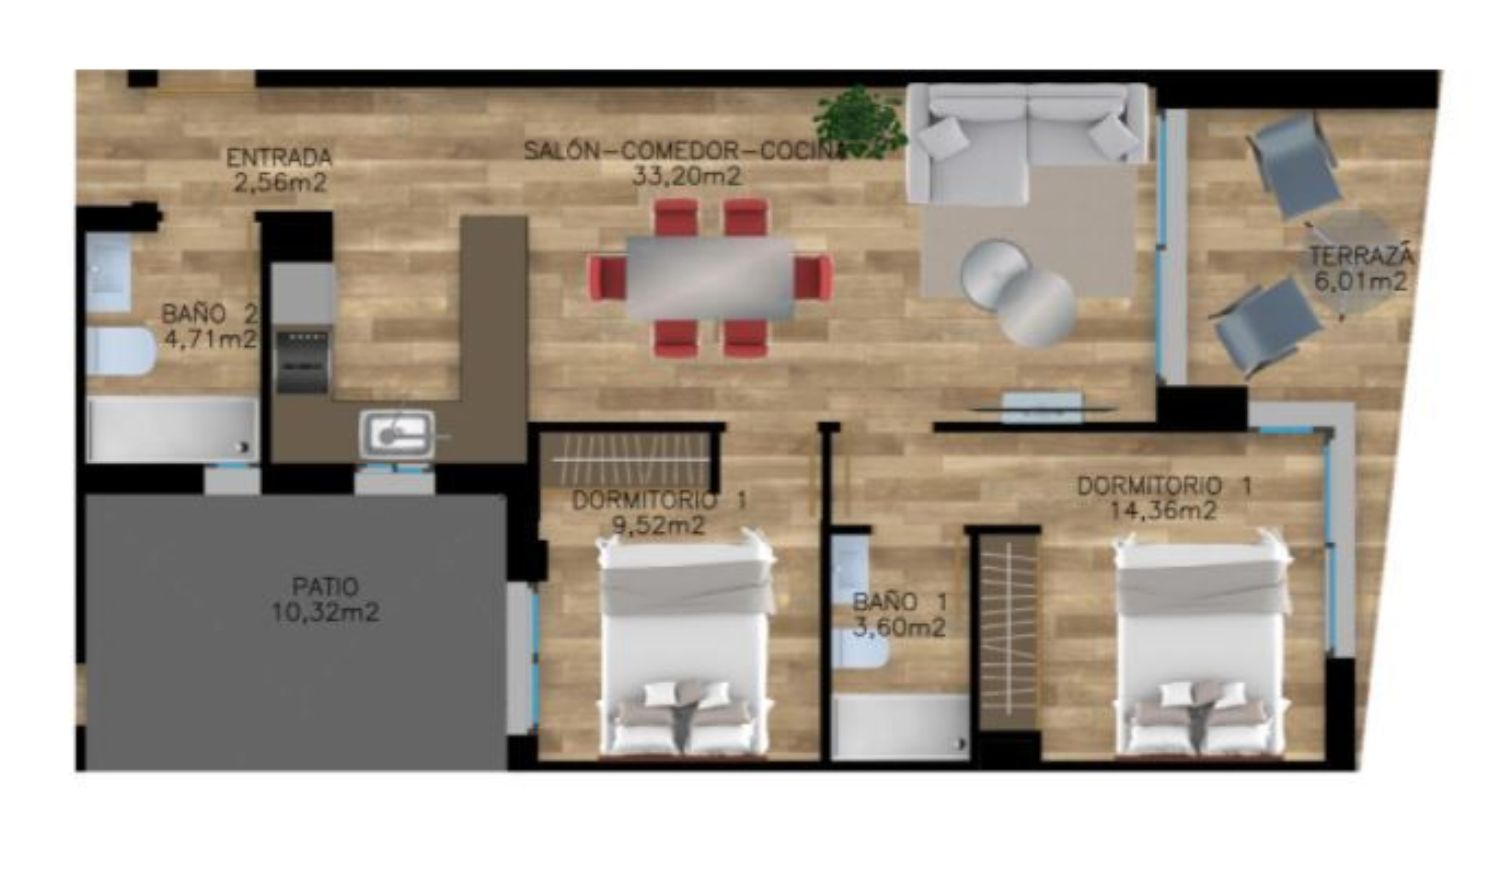 ENTRADA
2,56m2
SALÓN-COMEDOR-COCINA
33,20m2
TERRAZA
6,01m2
BAÑO 2
4,71m2
DORMITORIO 1
9,52m2
DORMITORIO 1
14,36m2
PATIO
10,32m2
BAÑO 1
3,60m2